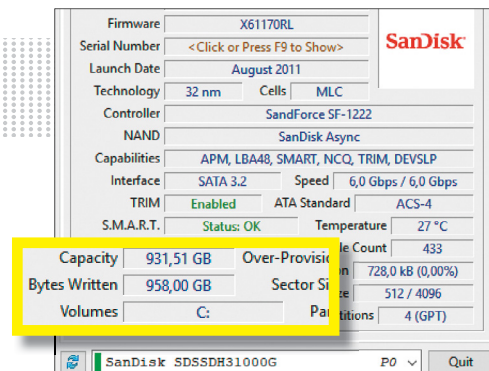 Firmware X61170RL
SanDisk
Serial Number <Click or Press F9 to Show>
Launch Date August 2011
Technology 32 nm Cells MLC
Controller SandForce SF-1222
NAND SanDisk Async
Capabilities APM, LBA48, SMART, NCQ, TRIM, DEVSLP
Interface SATA 3.2 Speed 6,0 Gbps / 6,0 Gbps
TRIM Enabled ATA Standard ACS-4
S.M.A.R.T. Status: OK Temperature 27 °C
Count 433
Capacity 931,51 GB
728,0 kB (0,00%)
Bytes Written 958,00 GB
512 / 4096
Volumes C:
4 (GPT)
SanDisk SDSSDH31000G P0 Quit